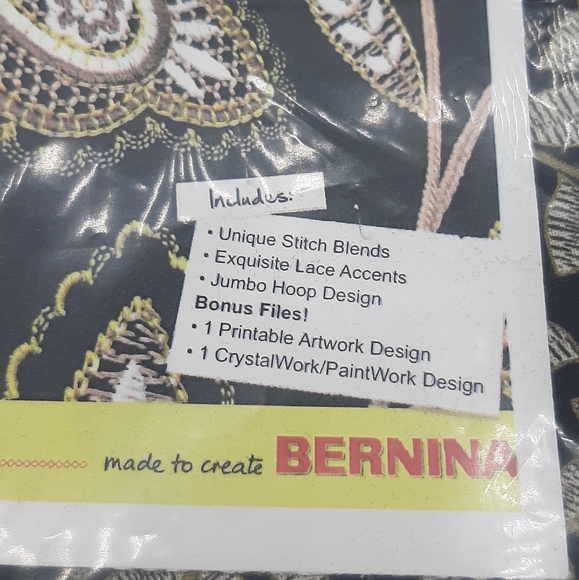 Includes:
• Unique Stitch Blends
• Exquisite Lace Accents
• Jumbo Hoop Design
Bonus Files!
• 1 Printable Artwork Design
• 1 CrystalWork/PaintWork Design
made to create BERNINA